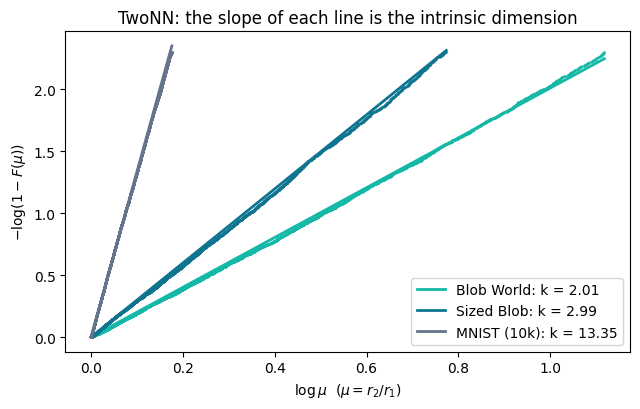 TwoNN: the slope of each line is the intrinsic dimension
−log(1 − F(μ))
2.0
1.5
1.0
0.5
0.0
Blob World: k = 2.01
Sized Blob: k = 2.99
MNIST (10k): k = 13.35
0.0 0.2 0.4 0.6 0.8 1.0
log μ (μ = r₂/r₁)